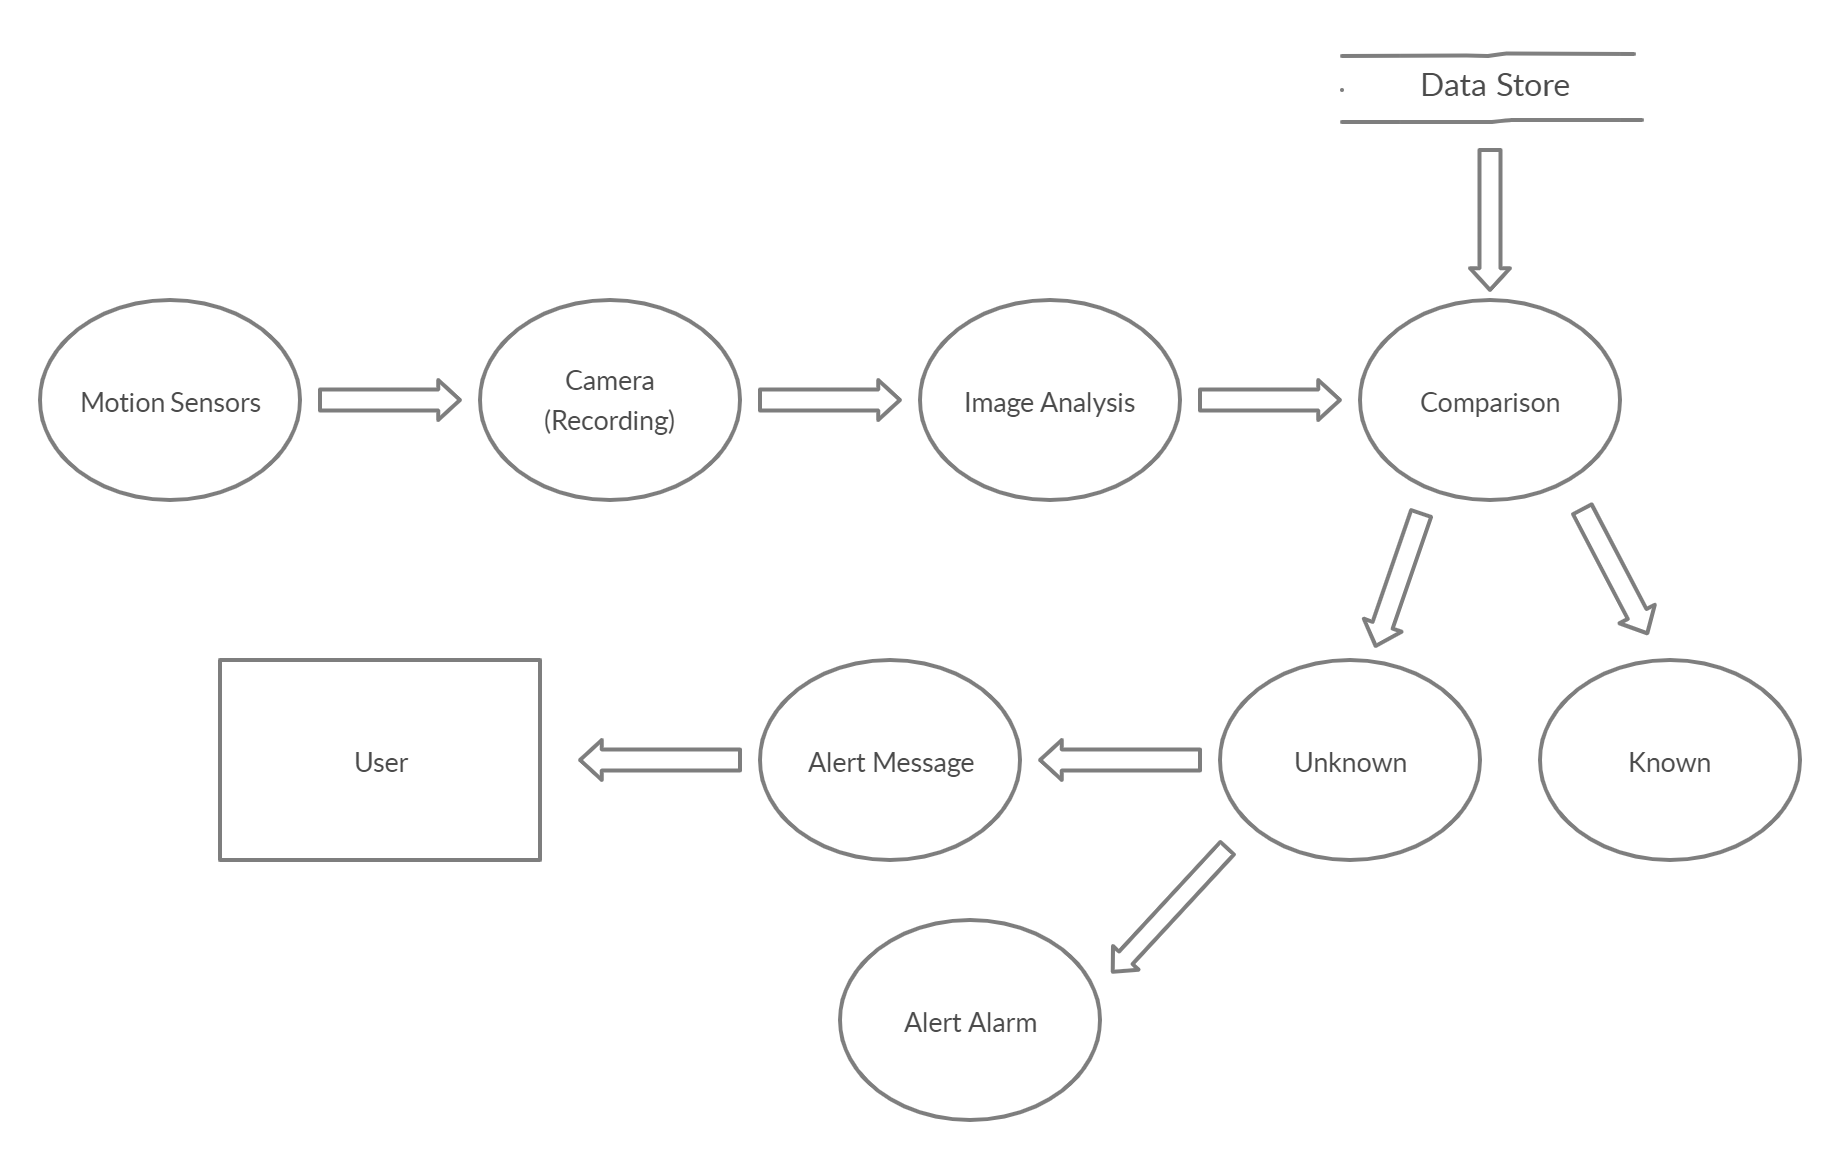 Data Store
Motion Sensors
Camera
(Recording)
Image Analysis
Comparison
User
Alert Message
Unknown
Known
Alert Alarm